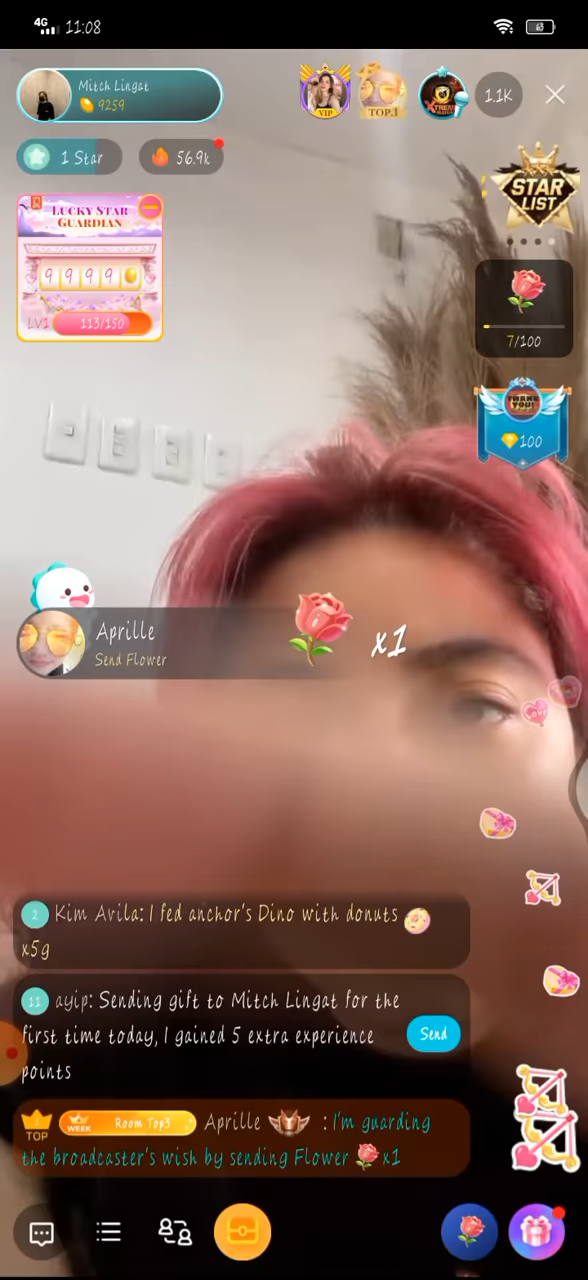 4G 11:08 63
Mitch Lingat
9259
VIP
TOP.1
XTREME
1.1K
1 Star
56.9k
STAR
LIST
LUCKY STAR
GUARDIAN
9 9 9 9
LV1 113/150
7/100
THANK
YOU!
100
Aprille
Send Flower
x1
LOVE
2 Kim Avila: I fed anchor's Dino with donuts
x5g
11 ayip: Sending gift to Mitch Lingat for the
first time today, I gained 5 extra experience
points
Send
TOP WEEK Room Top3 Aprille : I'm guarding
the broadcaster's wish by sending Flower x1